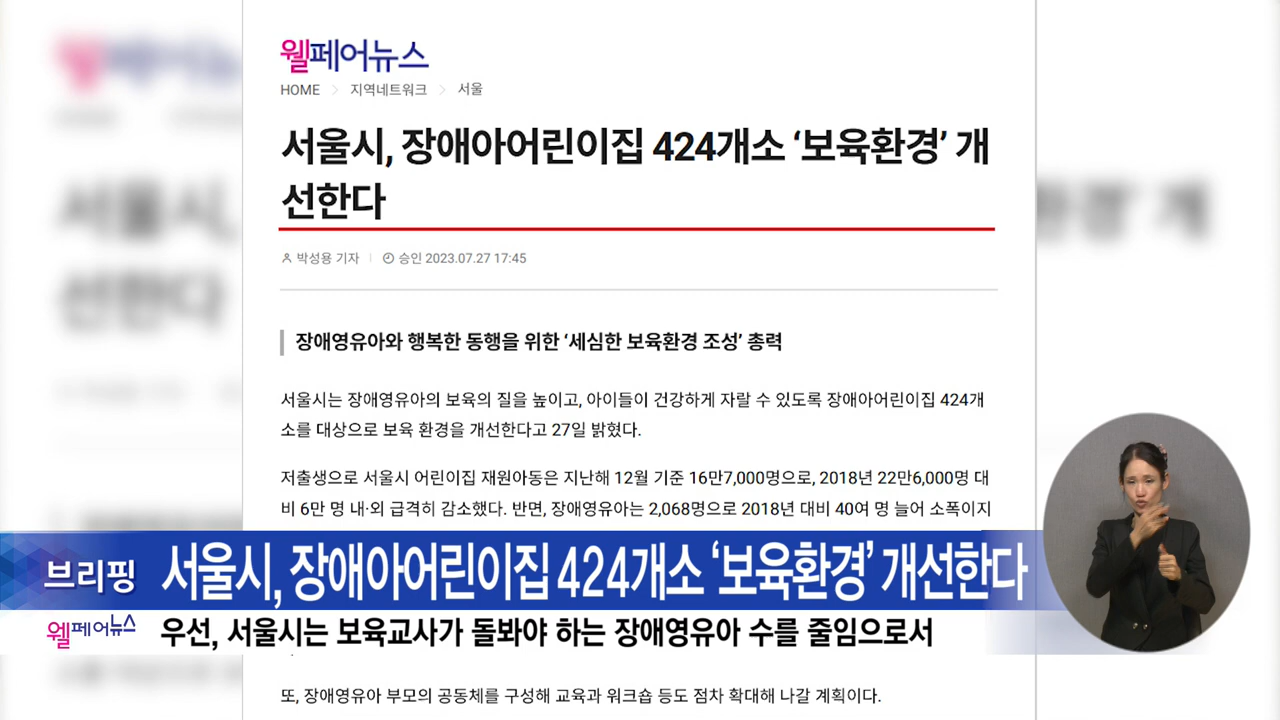 웰페어뉴스
HOME > 지역네트워크 > 서울
서울시, 장애아어린이집 424개소 ‘보육환경’ 개
선한다
박성용 기자 | 승인 2023.07.27 17:45
장애영유아와 행복한 동행을 위한 ‘세심한 보육환경 조성’ 총력
서울시는 장애영유아의 보육의 질을 높이고, 아이들이 건강하게 자랄 수 있도록 장애아어린이집 424개
소를 대상으로 보육 환경을 개선한다고 27일 밝혔다.
저출생으로 서울시 어린이집 재원아동은 지난해 12월 기준 16만7,000명으로, 2018년 22만6,000명 대
비 6만 명 내·외 급격히 감소했다. 반면, 장애영유아는 2,068명으로 2018년 대비 40여 명 늘어 소폭이지
브리핑 서울시, 장애아어린이집 424개소 ‘보육환경’ 개선한다
웰페어뉴스 우선, 서울시는 보육교사가 돌봐야 하는 장애영유아 수를 줄임으로서
또, 장애영유아 부모의 공동체를 구성해 교육과 워크숍 등도 점차 확대해 나갈 계획이다.